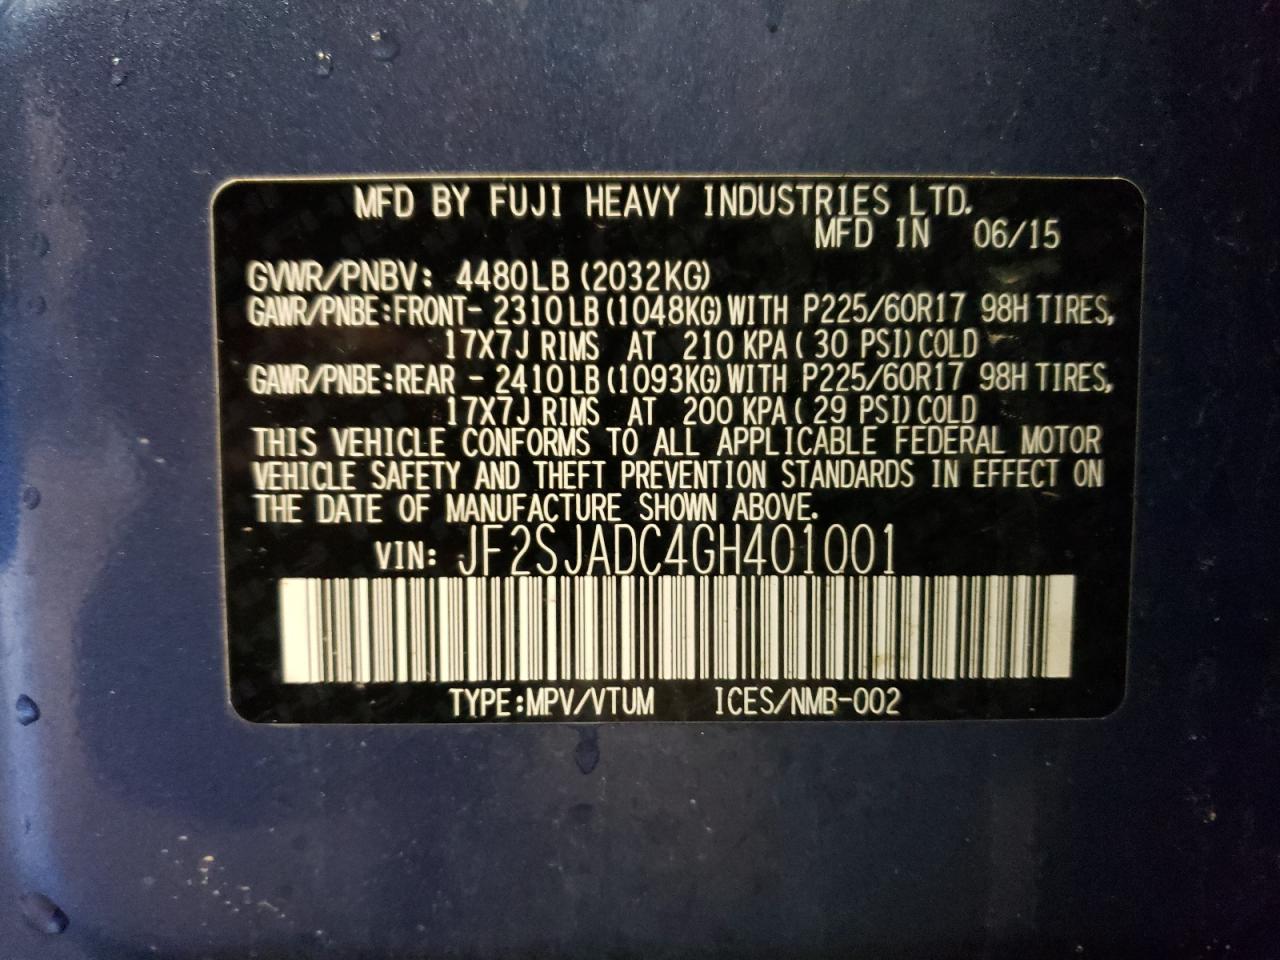 MFD BY FUJI HEAVY INDUSTRIES LTD.
MFD IN 06/15
GVWR/PNBV: 4480LB (2032KG)
GAWR/PNBE:FRONT- 2310LB (1048KG) WITH P225/60R17 98H TIRES,
17X7J RIMS AT 210 KPA ( 30 PSI) COLD
GAWR/PNBE:REAR - 2410LB (1093KG) WITH P225/60R17 98H TIRES,
17X7J RIMS AT 200 KPA ( 29 PSI) COLD
THIS VEHICLE CONFORMS TO ALL APPLICABLE FEDERAL MOTOR
VEHICLE SAFETY AND THEFT PREVENTION STANDARDS IN EFFECT ON
THE DATE OF MANUFACTURE SHOWN ABOVE.
VIN: JF2SJADC4GH401001
TYPE:MPV/VTUM ICES/NMB-002